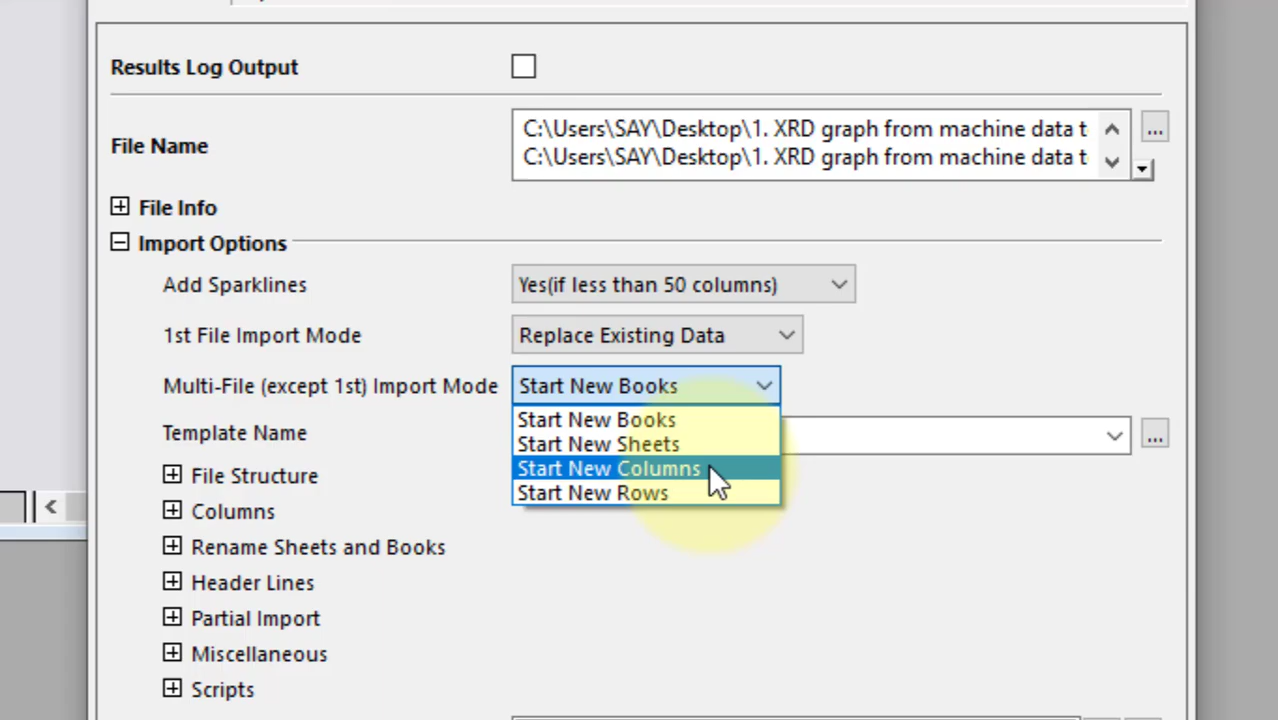 Results Log Output
File Name
C:\Users\SAY\Desktop\1. XRD graph from machine data t
C:\Users\SAY\Desktop\1. XRD graph from machine data t
...
File Info
Import Options
Add Sparklines
Yes(if less than 50 columns)
1st File Import Mode
Replace Existing Data
Multi-File (except 1st) Import Mode
Start New Books
Start New Books
Start New Sheets
Start New Columns
Start New Rows
Template Name
...
File Structure
Columns
Rename Sheets and Books
Header Lines
Partial Import
Miscellaneous
Scripts